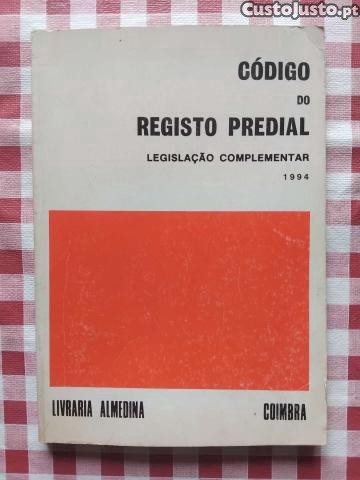 CustoJusto.pt
CÓDIGO
DO
REGISTO PREDIAL
LEGISLAÇÃO COMPLEMENTAR
1994
LIVRARIA ALMEDINA COIMBRA